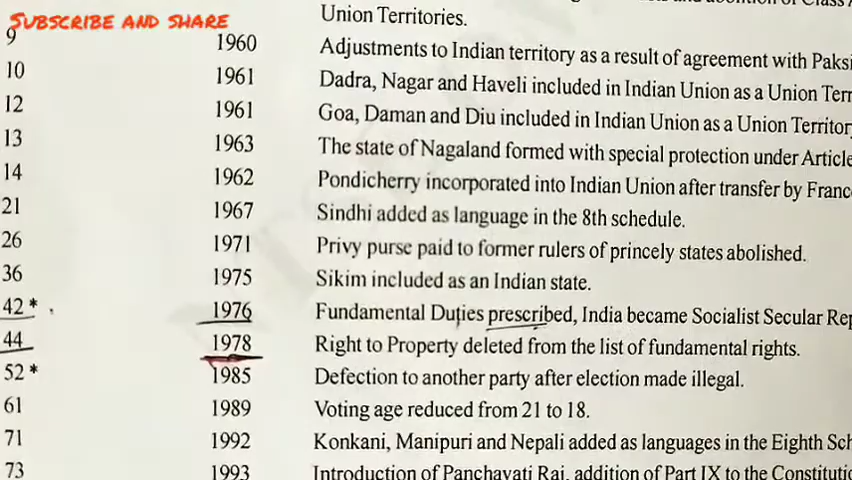 SUBSCRIBE AND SHARE
Union Territories.
9 1960 Adjustments to Indian territory as a result of agreement with Paksi
10 1961 Dadra, Nagar and Haveli included in Indian Union as a Union Terr
12 1961 Goa, Daman and Diu included in Indian Union as a Union Territory
13 1963 The state of Nagaland formed with special protection under Article
14 1962 Pondicherry incorporated into Indian Union after transfer by France
21 1967 Sindhi added as language in the 8th schedule.
26 1971 Privy purse paid to former rulers of princely states abolished.
36 1975 Sikim included as an Indian state.
42* 1976 Fundamental Duties prescribed, India became Socialist Secular Rep
44 1978 Right to Property deleted from the list of fundamental rights.
52* 1985 Defection to another party after election made illegal.
61 1989 Voting age reduced from 21 to 18.
71 1992 Konkani, Manipuri and Nepali added as languages in the Eighth Sch
73 1993 Introduction of Panchayati Raj, addition of Part IX to the Constitutio